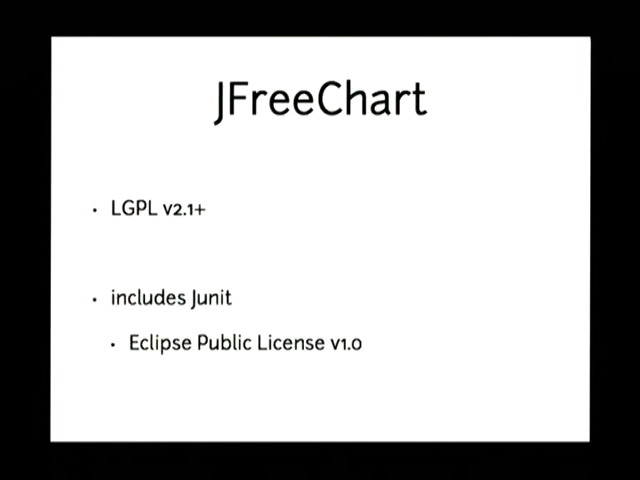 JFreeChart
• LGPL v2.1+
• includes Junit
• Eclipse Public License v1.0